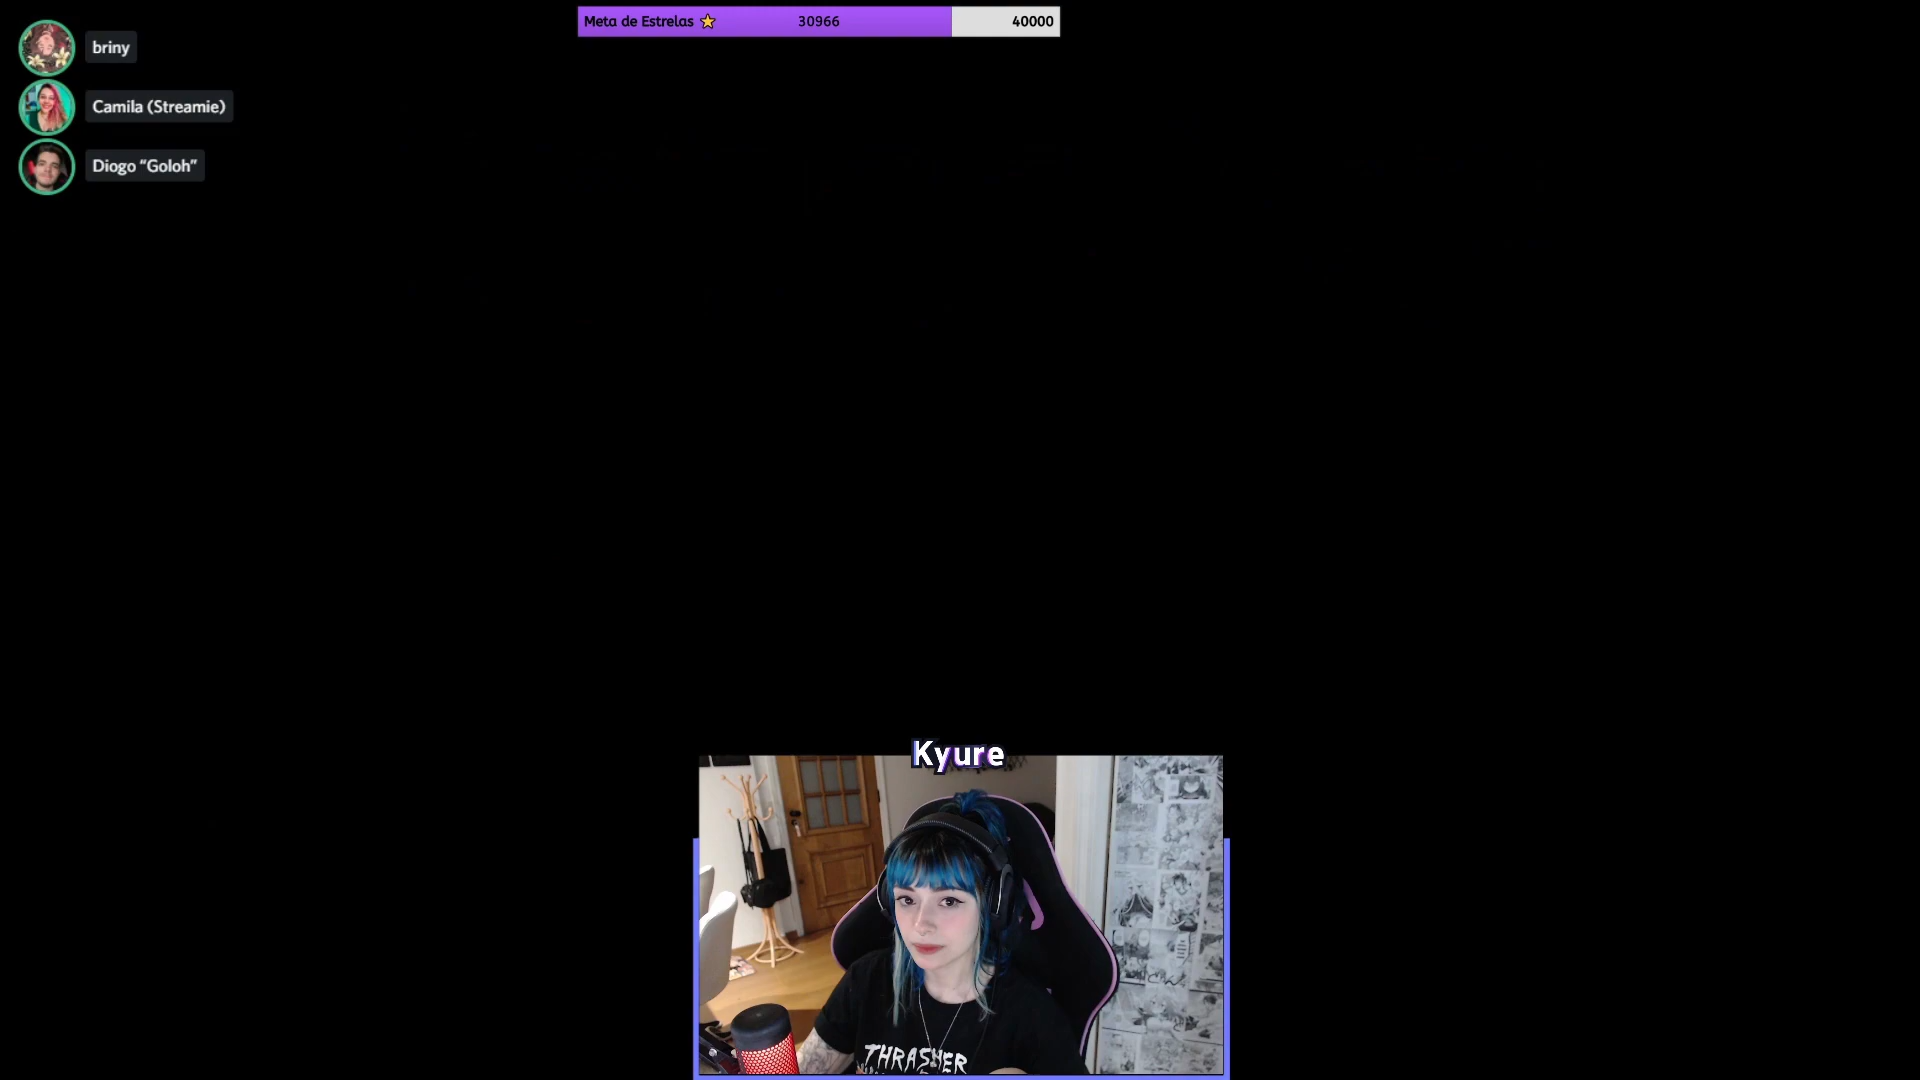 Meta de Estrelas ⭐ 30966 40000
briny
Camila (Streamie)
Diogo “Goloh”
Kyure
THRASHER